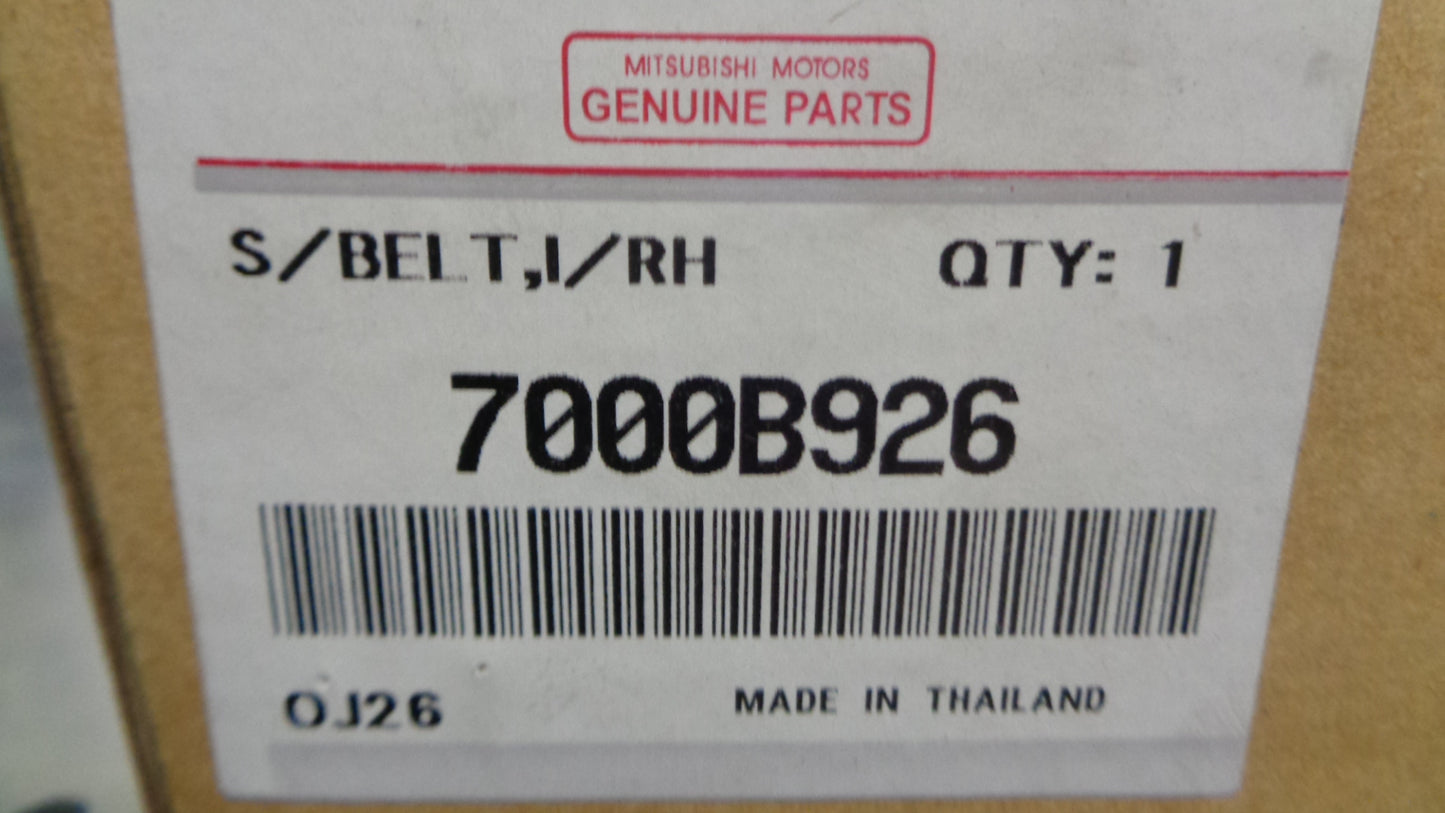 MITSUBISHI MOTORS
GENUINE PARTS
S/BELT,I/RH QTY: 1
7000B926
OJ26 MADE IN THAILAND